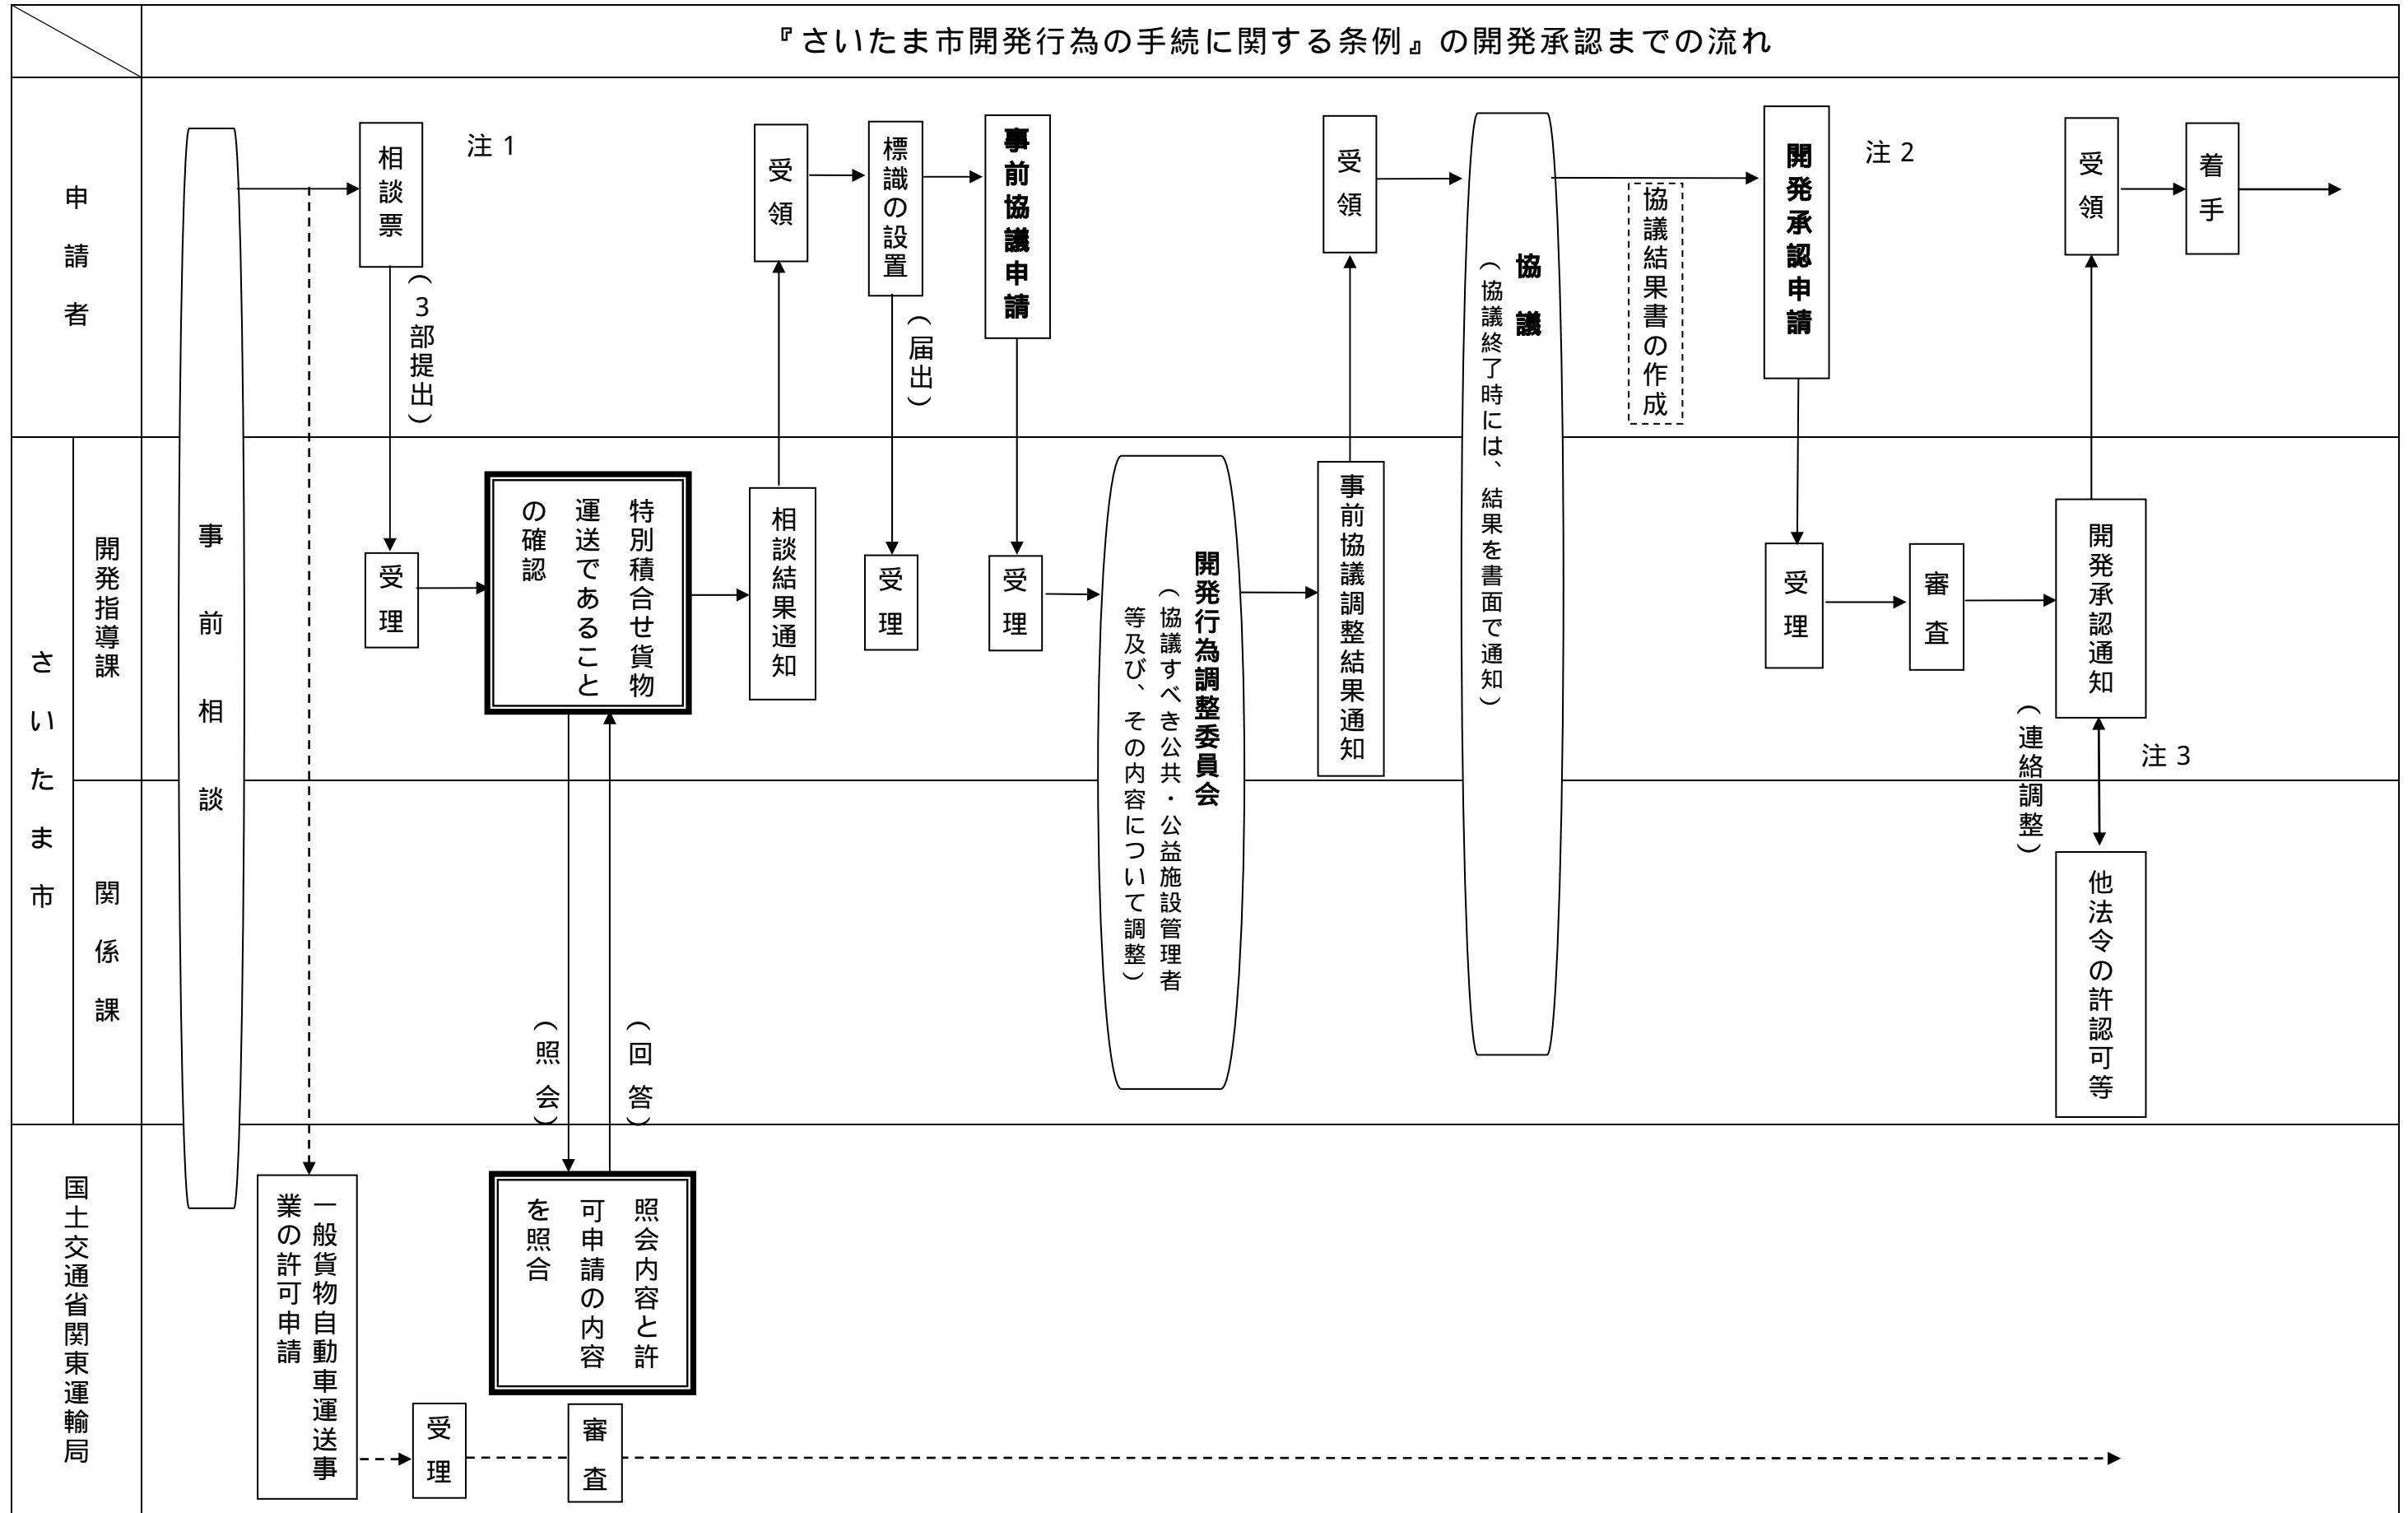 『さいたま市開発行為の手続に関する条例』の開発承認までの流れ
申請者
さいたま市
開発指導課
関係課
国土交通省関東運輸局
事前相談
相談票
注１
（３部提出）
受理
特別積合せ貨物
運送であること
の確認
相談結果通知
受領
標識の設置
（届出）
受理
事前協議申請
受理
開発行為調整委員会
（協議すべき公共・公益施設管理者
等及び、その内容について調整）
事前協議調整結果通知
受領
協議
（協議終了時には、結果を書面で通知）
協議結果書の作成
開発承認申請
注２
受理
審査
開発承認通知
受領
着手
（連絡調整）
注３
他法令の許認可等
（照会）
（回答）
一般貨物自動車運送事
業の許可申請
受理
照会内容と許
可申請の内容
を照合
審査